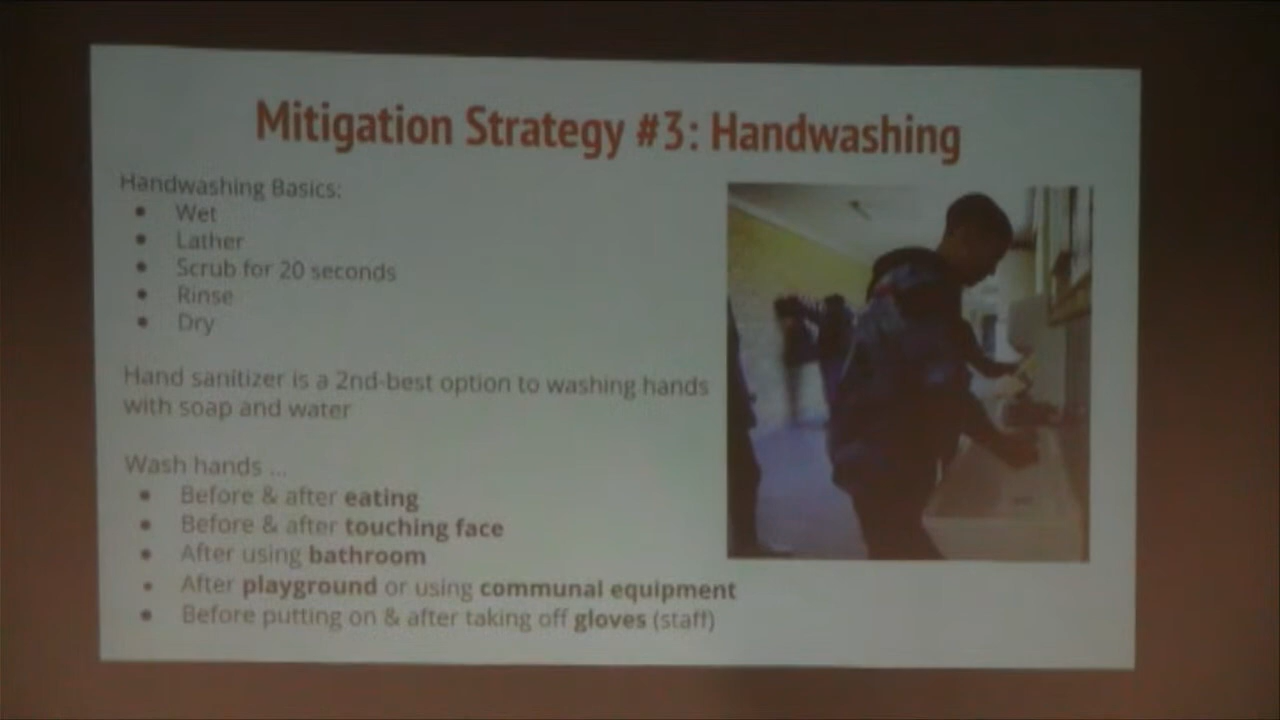 Mitigation Strategy #3: Handwashing
Handwashing Basics:
● Wet
● Lather
● Scrub for 20 seconds
● Rinse
● Dry
Hand sanitizer is a 2nd-best option to washing hands
with soap and water
Wash hands ...
● Before & after eating
● Before & after touching face
● After using bathroom
● After playground or using communal equipment
● Before putting on & after taking off gloves (staff)